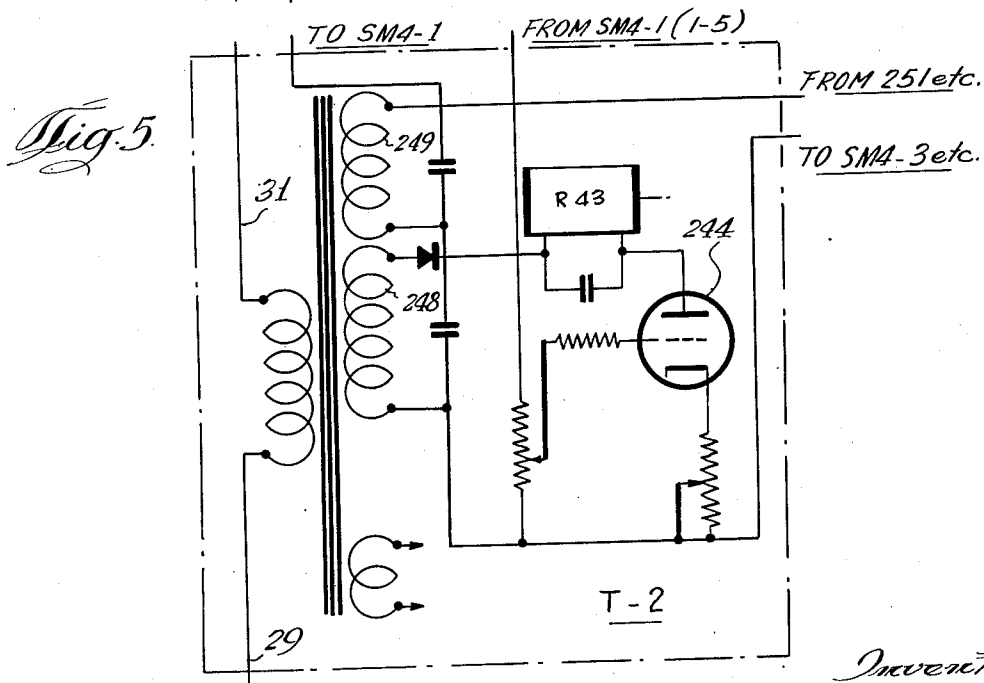 TO SM4-1
FROM SM4-1 (1-5)
FROM 251 etc.
Fig. 5.
249
TO SM4-3 etc.
R 43
31
244
248
T-2
29